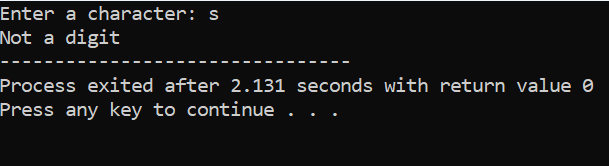 Enter a character: s
Not a digit
--------------------------------
Process exited after 2.131 seconds with return value 0
Press any key to continue . . .